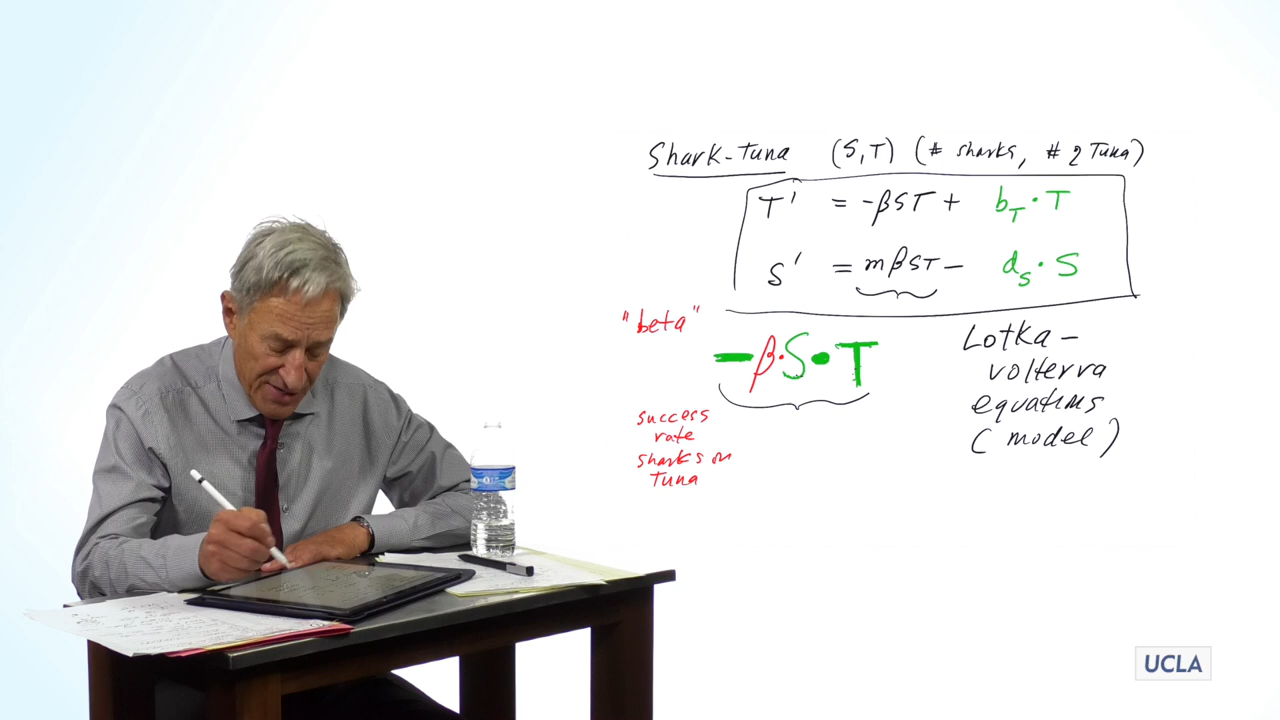 Shark-Tuna (S,T) (# sharks, # 2 Tuna)
T' = -βST + b_T · T
S' = mβST - d_S · S
"beta"
- β · S · T
success
rate
sharks on
Tuna
Lotka -
volterra
equations
(model)
UCLA